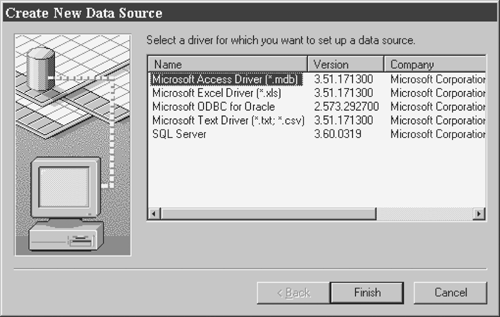 Create New Data Source
Select a driver for which you want to set up a data source.
Name Version Company
Microsoft Access Driver (*.mdb) 3.51.171300 Microsoft Corporation
Microsoft Excel Driver (*.xls) 3.51.171300 Microsoft Corporation
Microsoft ODBC for Oracle 2.573.292700 Microsoft Corporation
Microsoft Text Driver (*.txt; *.csv) 3.51.171300 Microsoft Corporation
SQL Server 3.60.0319 Microsoft Corporation
< Back Finish Cancel